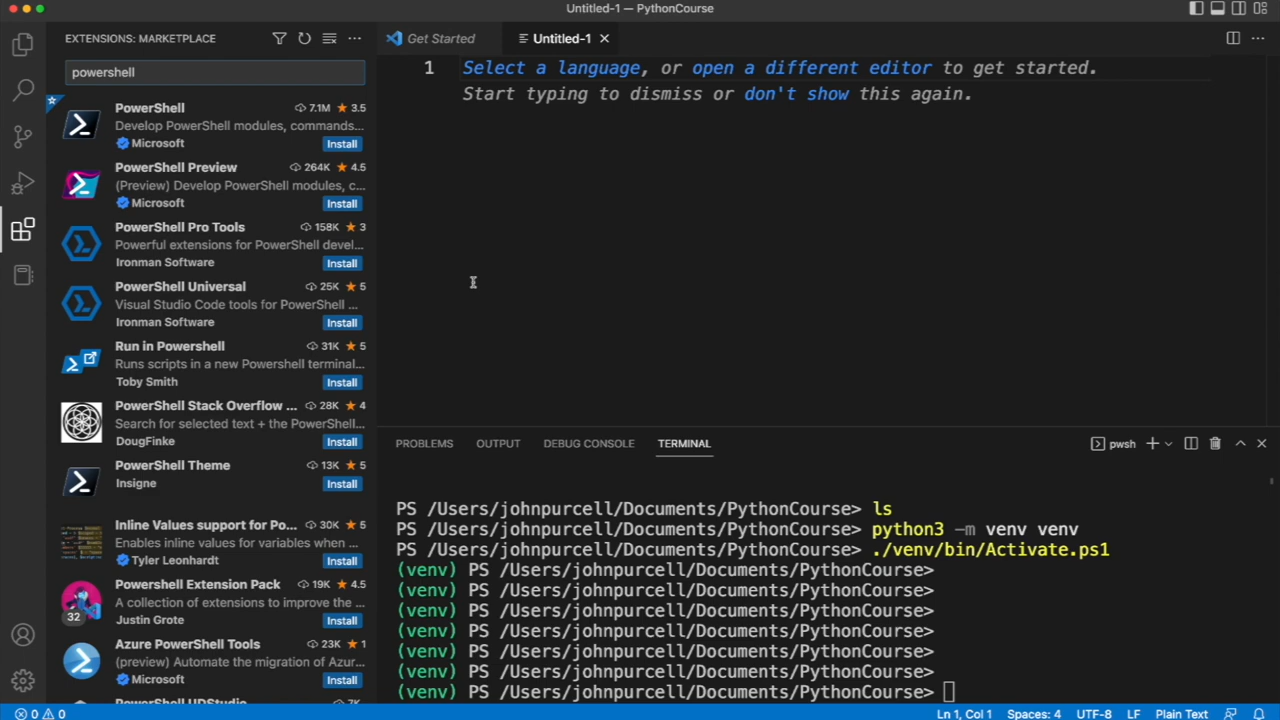 Untitled-1 — PythonCourse
EXTENSIONS: MARKETPLACE
powershell
PowerShell 7.1M 3.5
Develop PowerShell modules, commands...
Microsoft Install
PowerShell Preview 264K 4.5
(Preview) Develop PowerShell modules, c...
Microsoft Install
PowerShell Pro Tools 158K 3
Powerful extensions for PowerShell devel...
Ironman Software Install
PowerShell Universal 25K 5
Visual Studio Code tools for PowerShell ...
Ironman Software Install
Run in Powershell 31K 5
Runs scripts in a new Powershell terminal...
Toby Smith Install
PowerShell Stack Overflow ... 28K 4
Search for selected text + the PowerShell...
DougFinke Install
PowerShell Theme 13K 5
Insigne Install
Inline Values support for Po... 30K 5
Enables inline values for variables when ...
Tyler Leonhardt Install
Powershell Extension Pack 19K 4.5
A collection of extensions to improve the ...
32
Justin Grote Install
Azure PowerShell Tools 23K 1
(preview) Automate the migration of Azur...
Microsoft Install
Get Started
Untitled-1
1 Select a language, or open a different editor to get started.
Start typing to dismiss or don't show this again.
PROBLEMS OUTPUT DEBUG CONSOLE TERMINAL
pwsh
PS /Users/johnpurcell/Documents/PythonCourse> ls
PS /Users/johnpurcell/Documents/PythonCourse> python3 -m venv venv
PS /Users/johnpurcell/Documents/PythonCourse> ./venv/bin/Activate.ps1
(venv) PS /Users/johnpurcell/Documents/PythonCourse>
(venv) PS /Users/johnpurcell/Documents/PythonCourse>
(venv) PS /Users/johnpurcell/Documents/PythonCourse>
(venv) PS /Users/johnpurcell/Documents/PythonCourse>
(venv) PS /Users/johnpurcell/Documents/PythonCourse>
(venv) PS /Users/johnpurcell/Documents/PythonCourse>
(venv) PS /Users/johnpurcell/Documents/PythonCourse>
0 0
Ln 1, Col 1 Spaces: 4 UTF-8 LF Plain Text